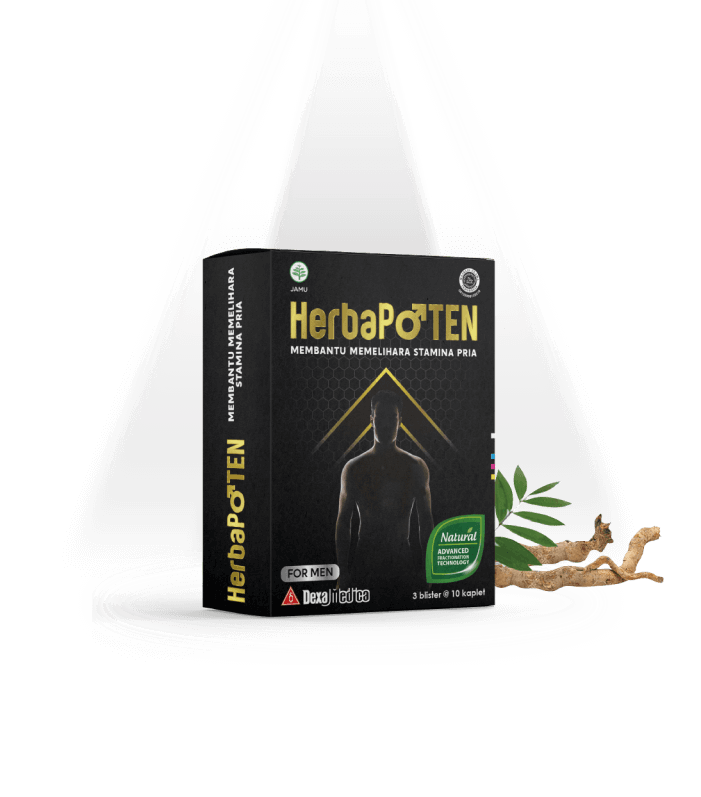 MEMBANTU MEMELIHARA
STAMINA PRIA
HerbaPoTEN
JAMU
HerbaPoTEN
MEMBANTU MEMELIHARA STAMINA PRIA
Natural
ADVANCED
FRACTIONATION
TECHNOLOGY
FOR MEN
Dexa Medica
3 blister @ 10 kaplet